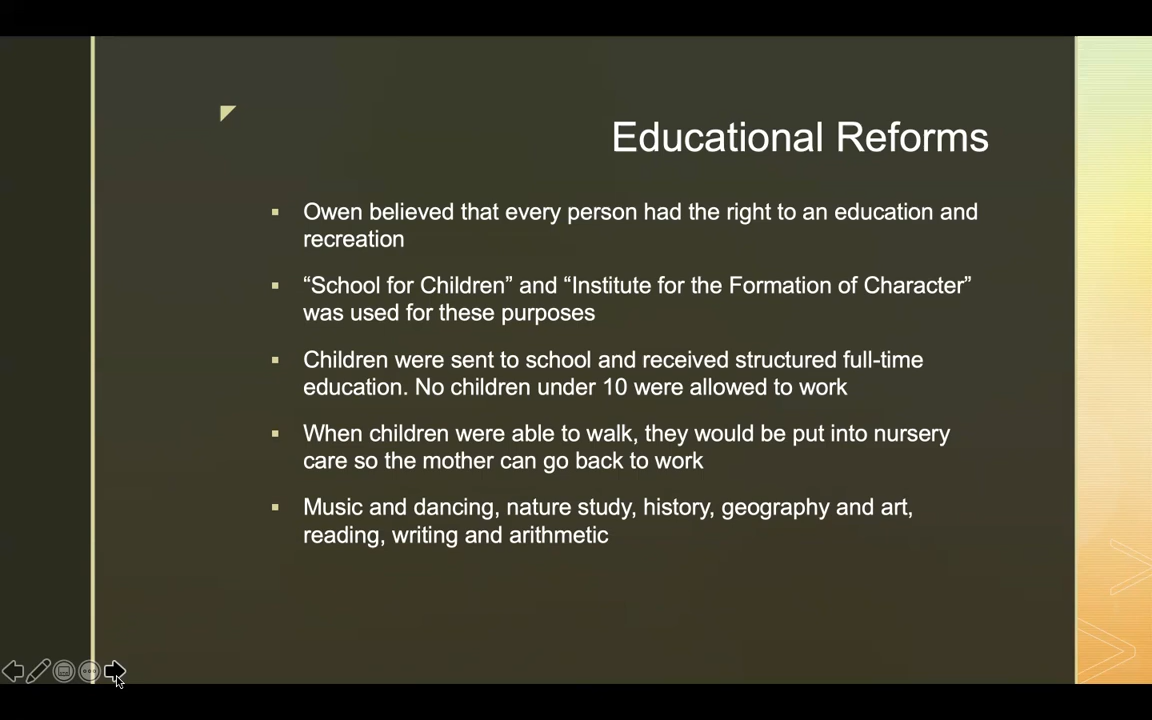 Educational Reforms
▪ Owen believed that every person had the right to an education and
recreation
▪ “School for Children” and “Institute for the Formation of Character”
was used for these purposes
▪ Children were sent to school and received structured full-time
education. No children under 10 were allowed to work
▪ When children were able to walk, they would be put into nursery
care so the mother can go back to work
▪ Music and dancing, nature study, history, geography and art,
reading, writing and arithmetic